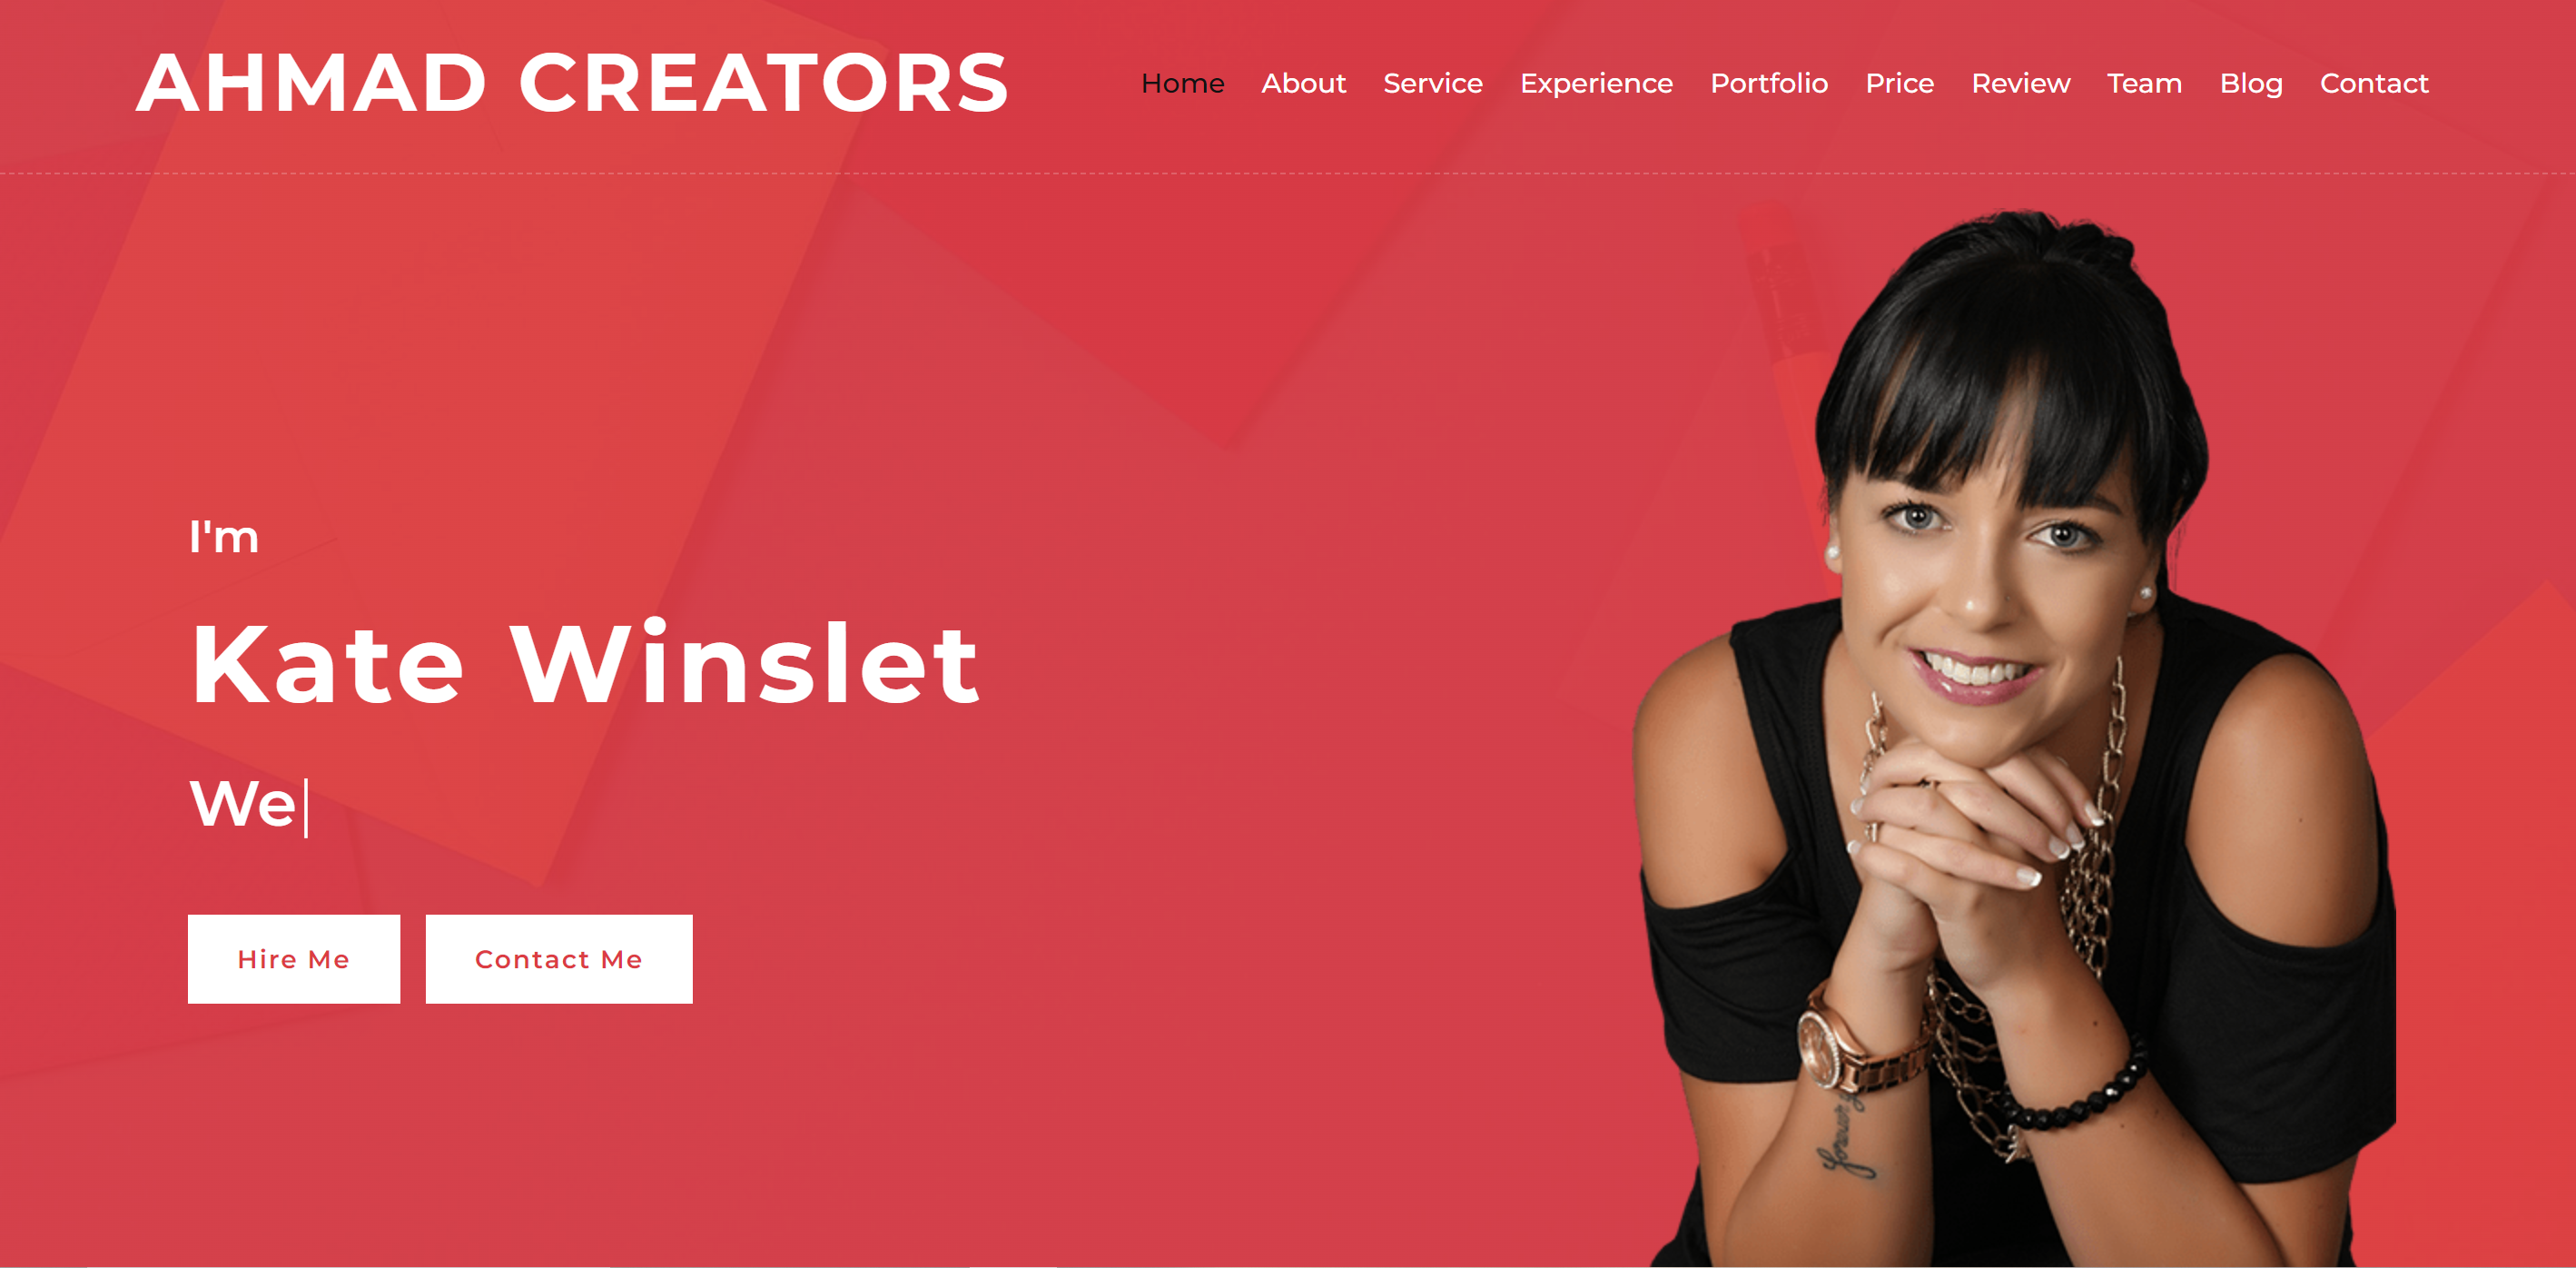 AHMAD CREATORS
Home About Service Experience Portfolio Price Review Team Blog Contact
I'm
Kate Winslet
We
Hire Me Contact Me
forever